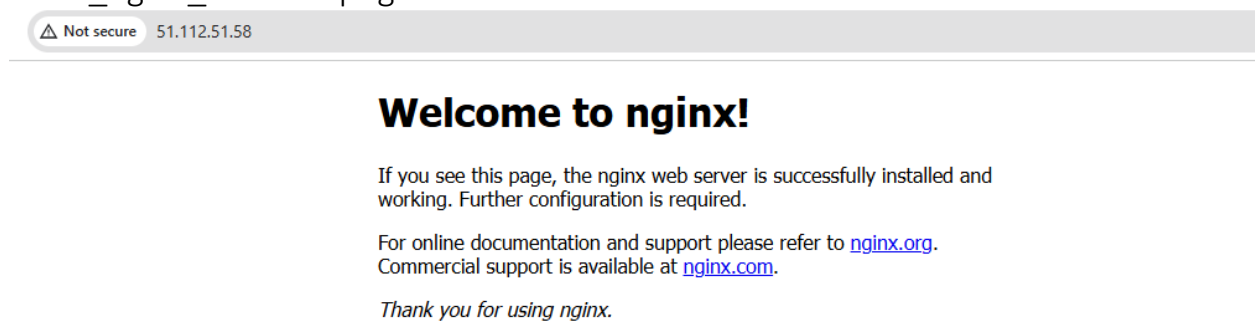 Not secure 51.112.51.58
Welcome to nginx!
If you see this page, the nginx web server is successfully installed and
working. Further configuration is required.
For online documentation and support please refer to nginx.org.
Commercial support is available at nginx.com.
Thank you for using nginx.